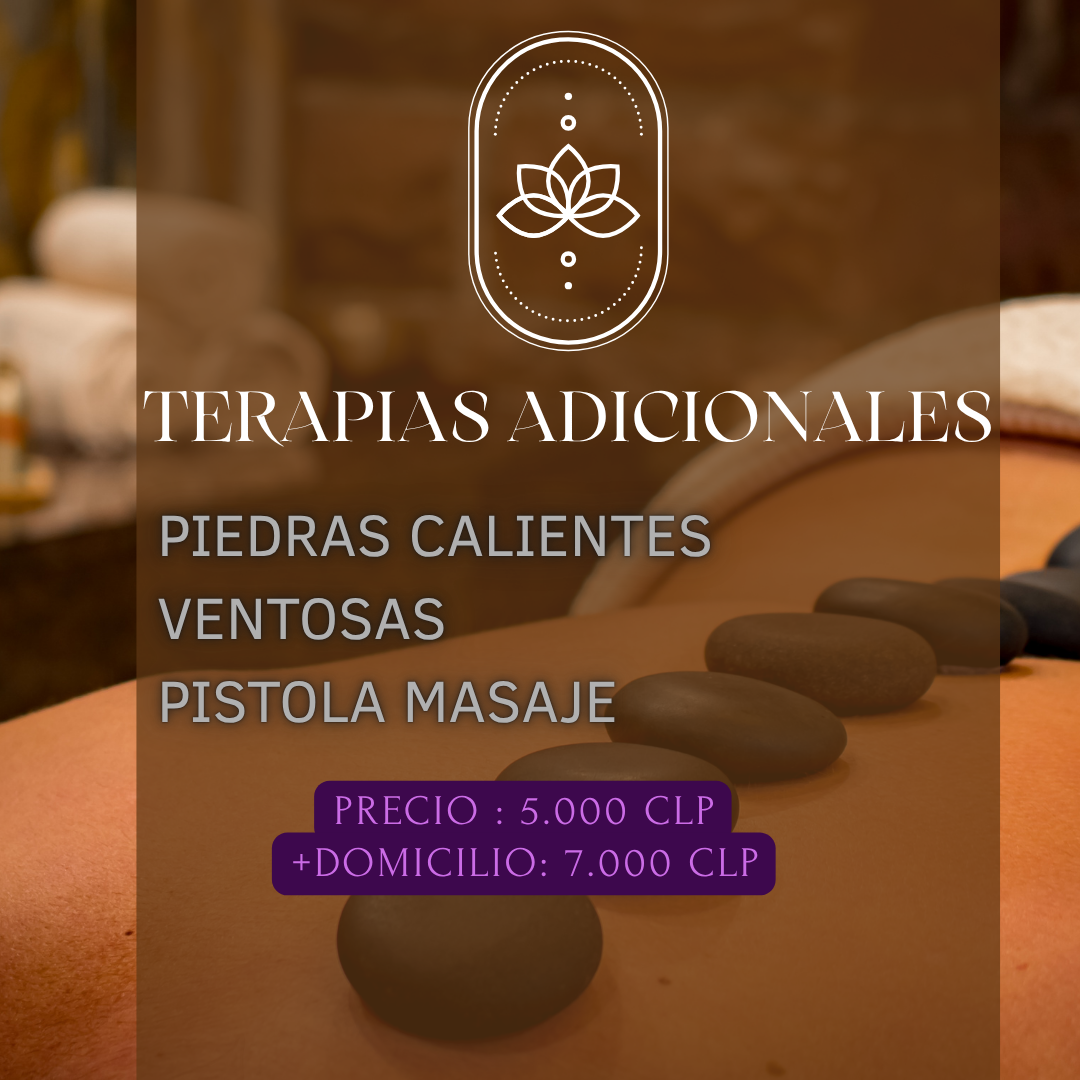 TERAPIAS ADICIONALES
PIEDRAS CALIENTES
VENTOSAS
PISTOLA MASAJE
PRECIO : 5.000 CLP
+DOMICILIO: 7.000 CLP